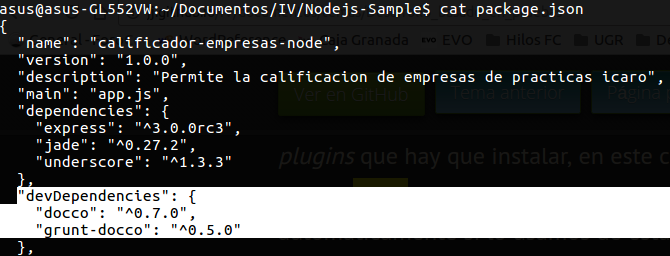 asus@asus-GL552VW:~/Documentos/IV/Nodejs-Sample$ cat package.json
{
"name": "calificador-empresas-node",
"version": "1.0.0",
"description": "Permite la calificacion de empresas de practicas icaro",
"main": "app.js",
"dependencies": {
"express": "^3.0.0rc3",
"jade": "^0.27.2",
"underscore": "^1.3.3"
},
"devDependencies": {
"docco": "^0.7.0",
"grunt-docco": "^0.5.0"
},
Granada
EVO
Hilos FC
UGR
Ver en GitHub
Tema anterior
Página
plugins que hay que instalar, en este c